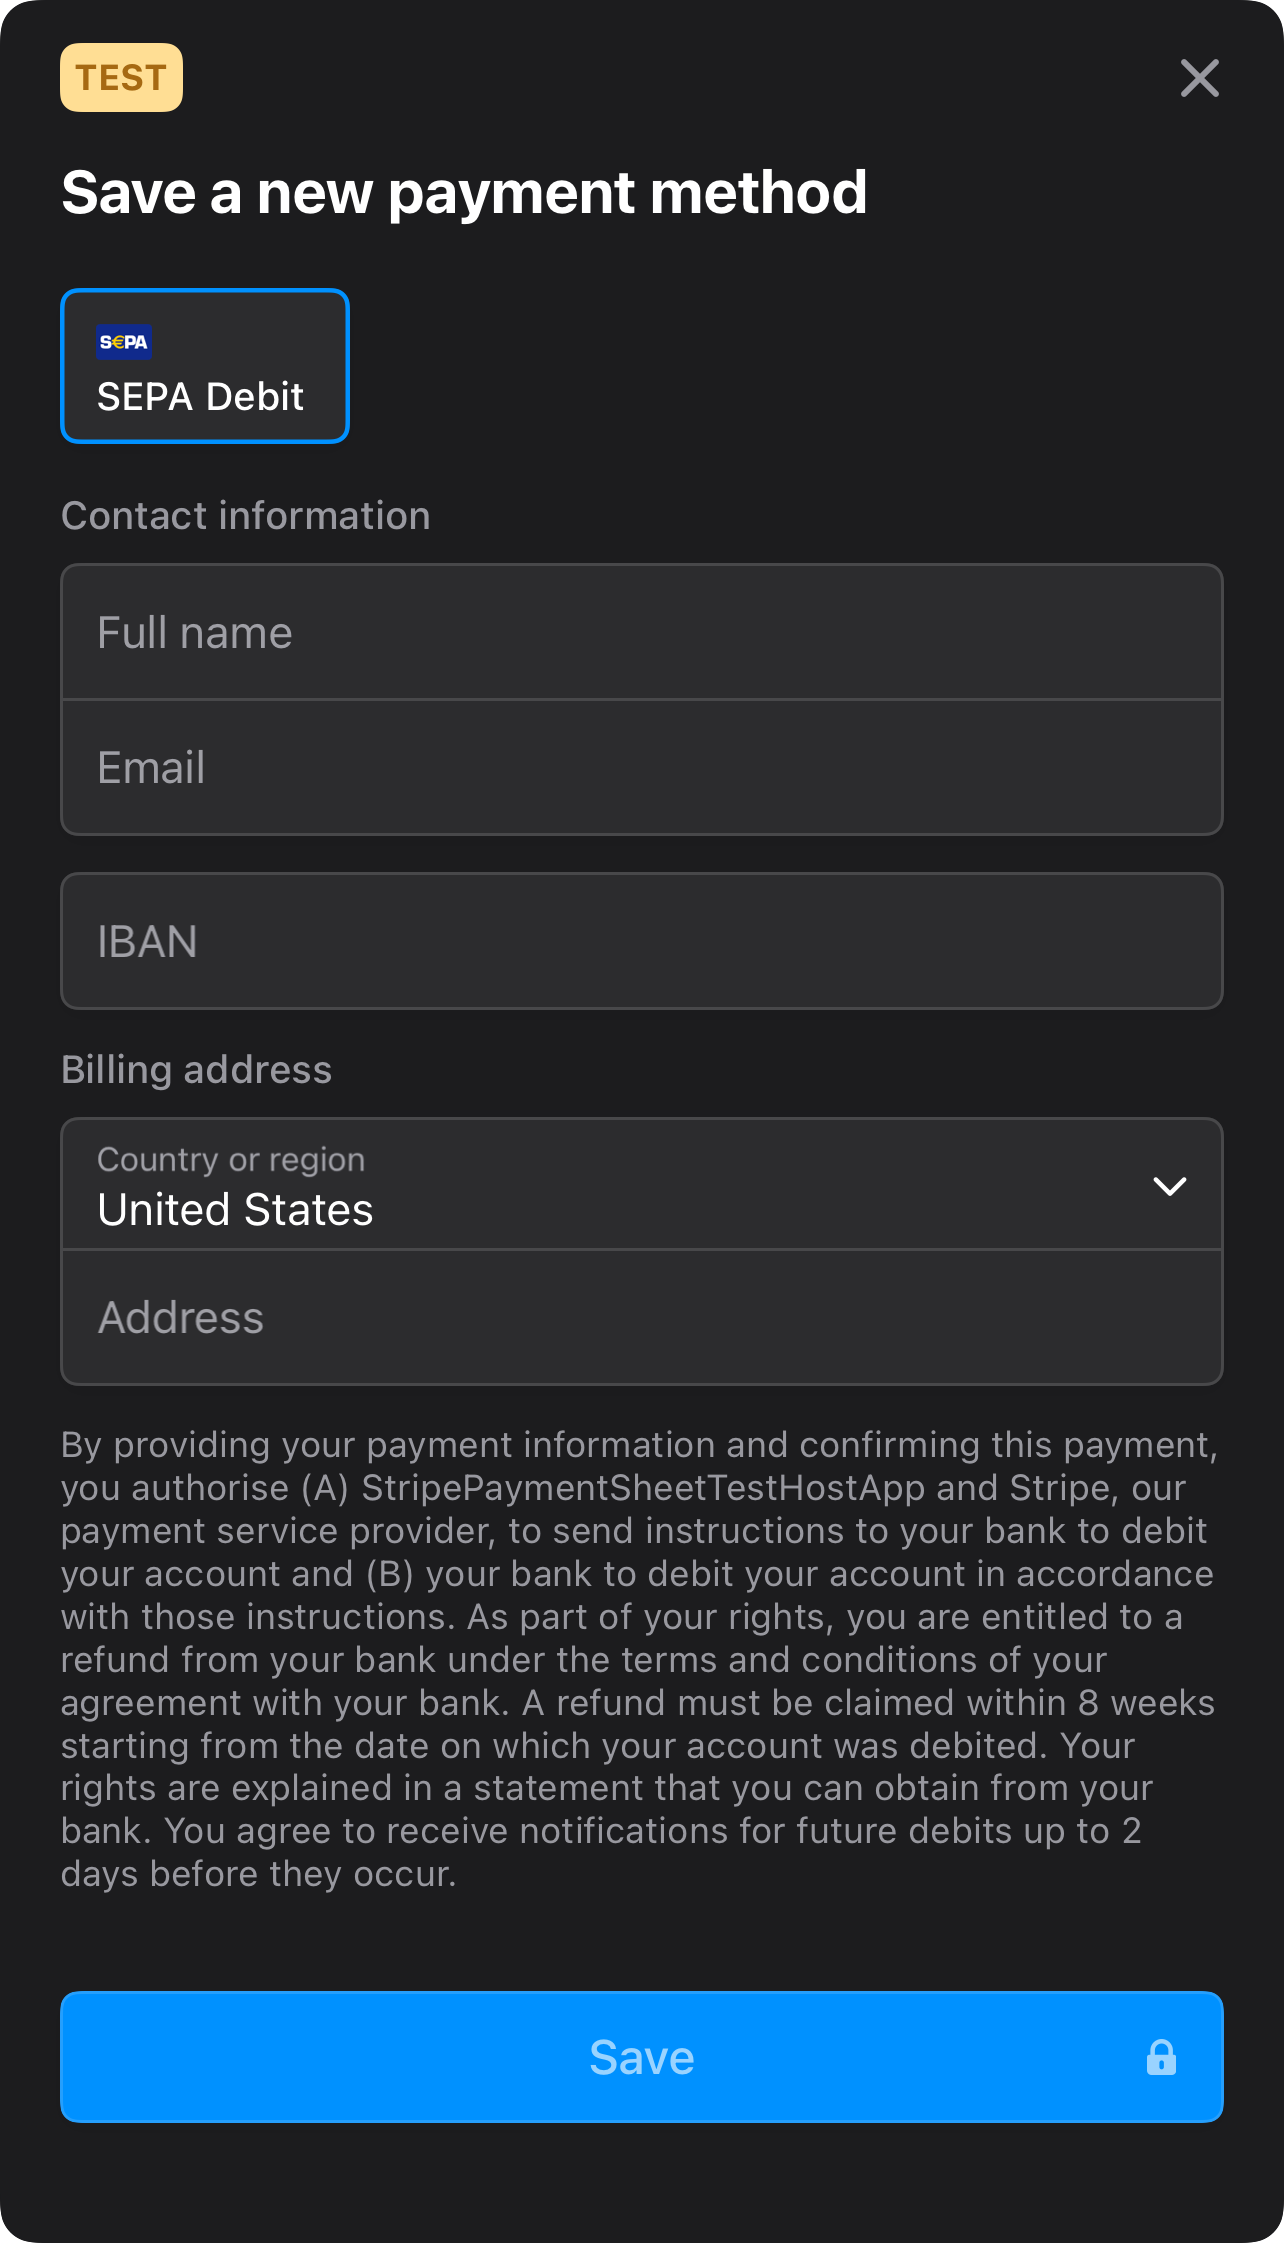 TEST
Save a new payment method
S€PA
SEPA Debit
Contact information
Full name
Email
IBAN
Billing address
Country or region
United States
Address
By providing your payment information and confirming this payment,
you authorise (A) StripePaymentSheetTestHostApp and Stripe, our
payment service provider, to send instructions to your bank to debit
your account and (B) your bank to debit your account in accordance
with those instructions. As part of your rights, you are entitled to a
refund from your bank under the terms and conditions of your
agreement with your bank. A refund must be claimed within 8 weeks
starting from the date on which your account was debited. Your
rights are explained in a statement that you can obtain from your
bank. You agree to receive notifications for future debits up to 2
days before they occur.
Save